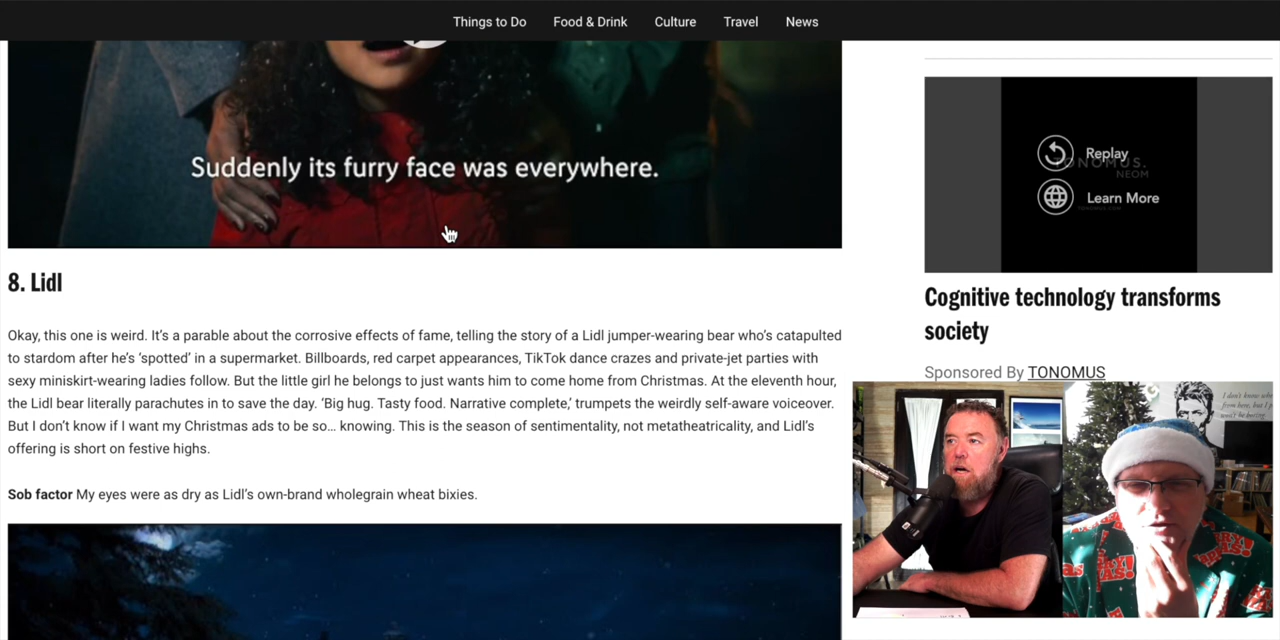 Things to Do Food & Drink Culture Travel News
Suddenly its furry face was everywhere.
8. Lidl
Okay, this one is weird. It’s a parable about the corrosive effects of fame, telling the story of a Lidl jumper-wearing bear who’s catapulted
to stardom after he’s ‘spotted’ in a supermarket. Billboards, red carpet appearances, TikTok dance crazes and private-jet parties with
sexy miniskirt-wearing ladies follow. But the little girl he belongs to just wants him to come home from Christmas. At the eleventh hour,
the Lidl bear literally parachutes in to save the day. ‘Big hug. Tasty food. Narrative complete,’ trumpets the weirdly self-aware voiceover.
But I don’t know if I want my Christmas ads to be so… knowing. This is the season of sentimentality, not metatheatricality, and Lidl’s
offering is short on festive highs.
Sob factor My eyes were as dry as Lidl’s own-brand wholegrain wheat bixies.
Replay
TONOMUS.
NEOM
Learn More
Cognitive technology transforms
society
Sponsored By TONOMUS
I don't know